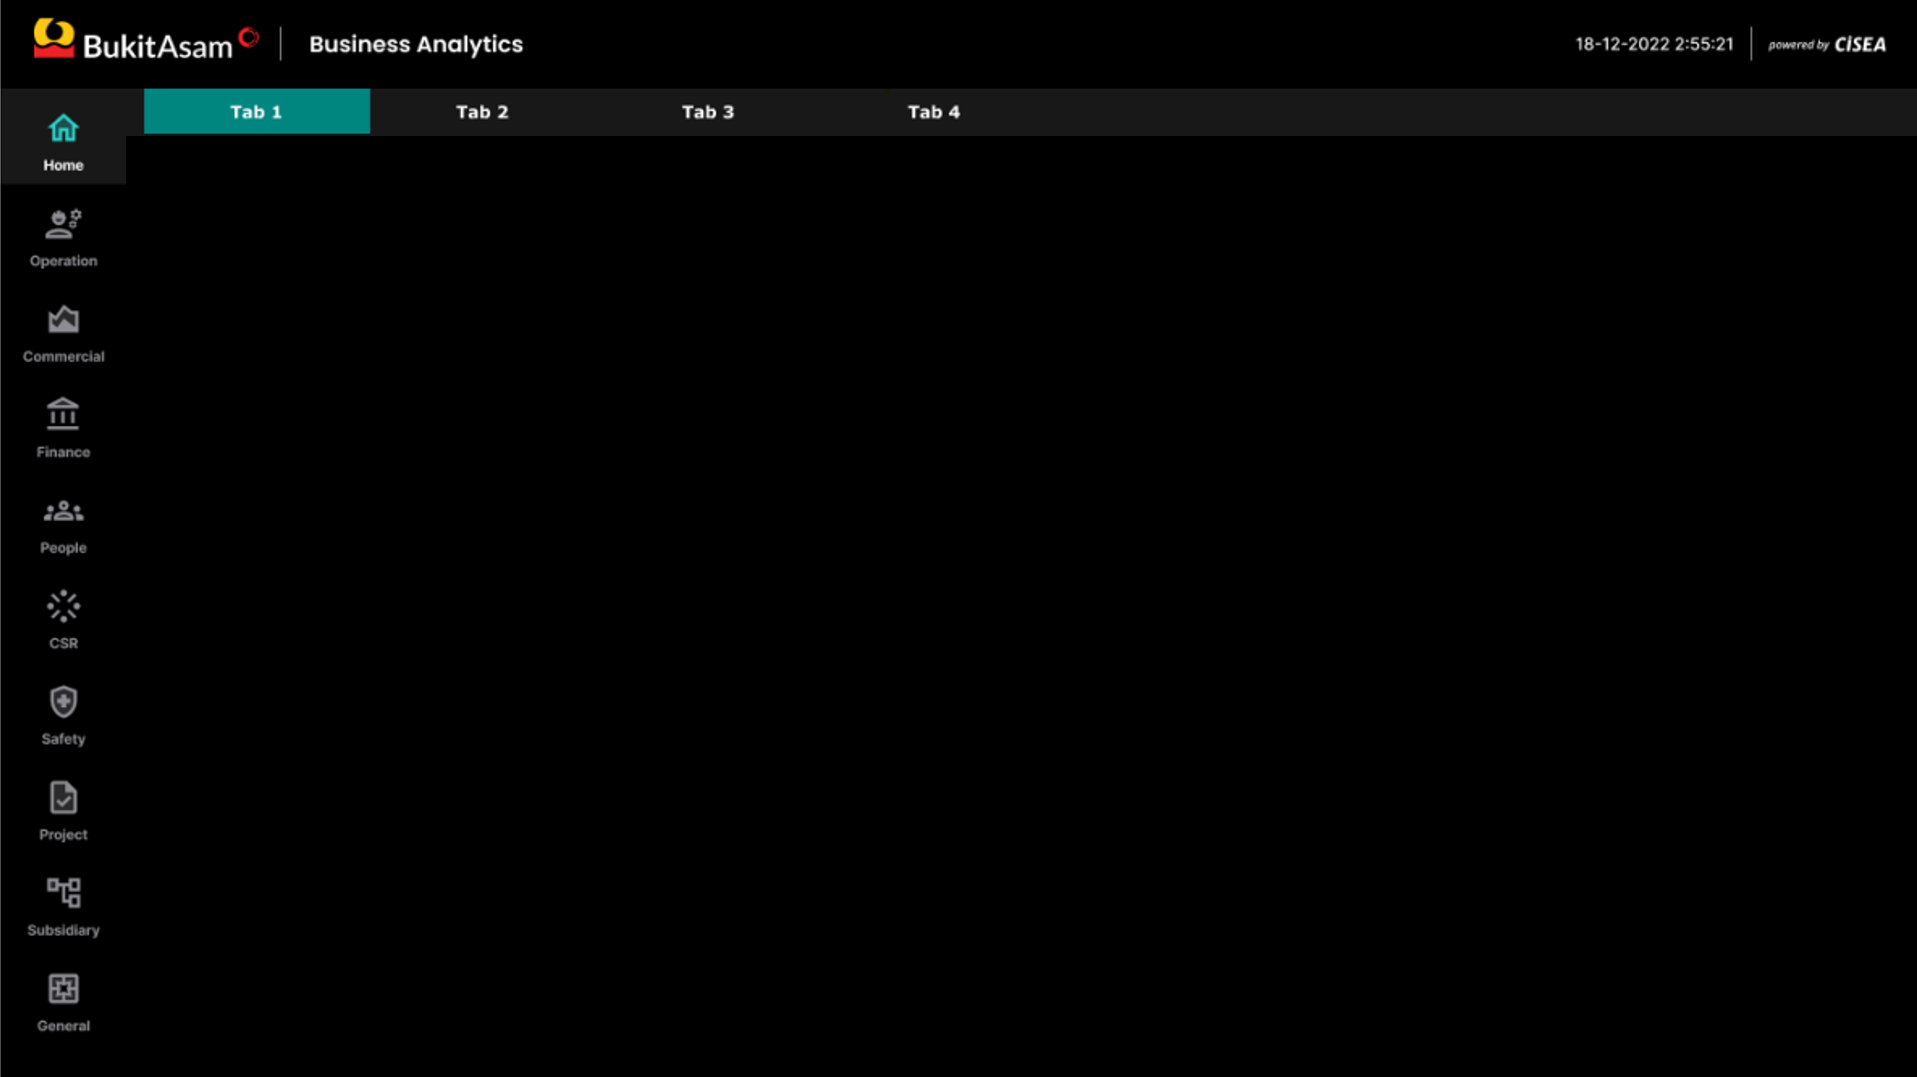 BukitAsam
Business Analytics
18-12-2022 2:55:21
powered by CISEA
Tab 1
Tab 2
Tab 3
Tab 4
Home
Operation
Commercial
Finance
People
CSR
Safety
Project
Subsidiary
General